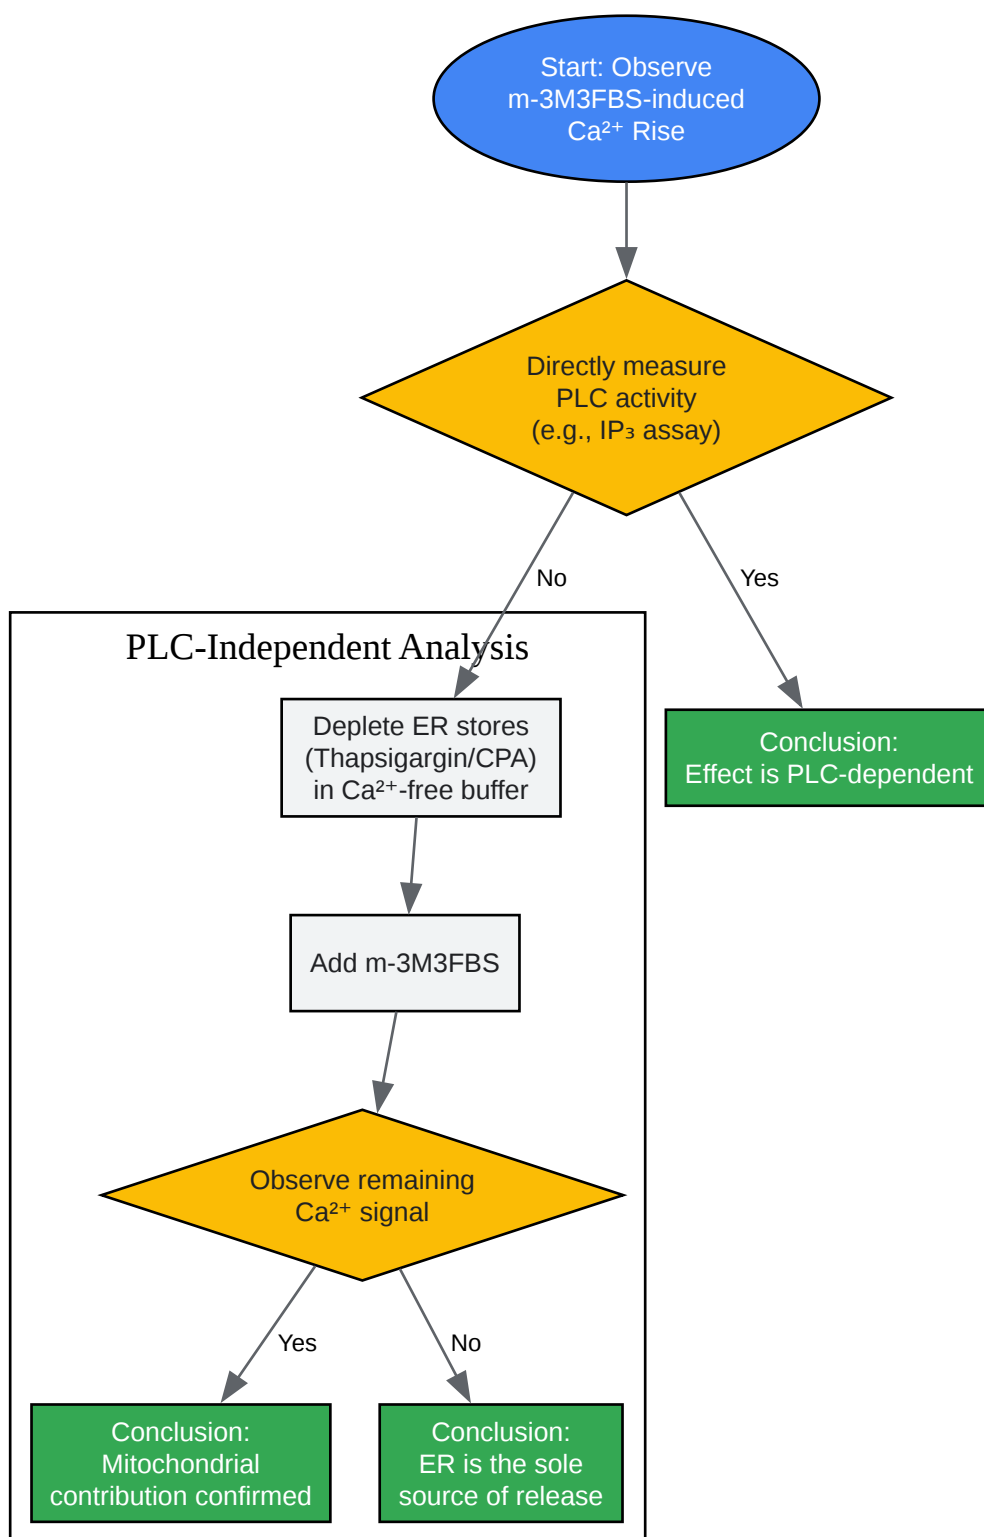 Start: Observe
m-3M3FBS-induced
Ca²⁺ Rise
Directly measure
PLC activity
(e.g., IP₃ assay)
No
Yes
PLC-Independent Analysis
Deplete ER stores
(Thapsigargin/CPA)
in Ca²⁺-free buffer
Conclusion:
Effect is PLC-dependent
Add m-3M3FBS
Observe remaining
Ca²⁺ signal
Yes
No
Conclusion:
Mitochondrial
contribution confirmed
Conclusion:
ER is the sole
source of release